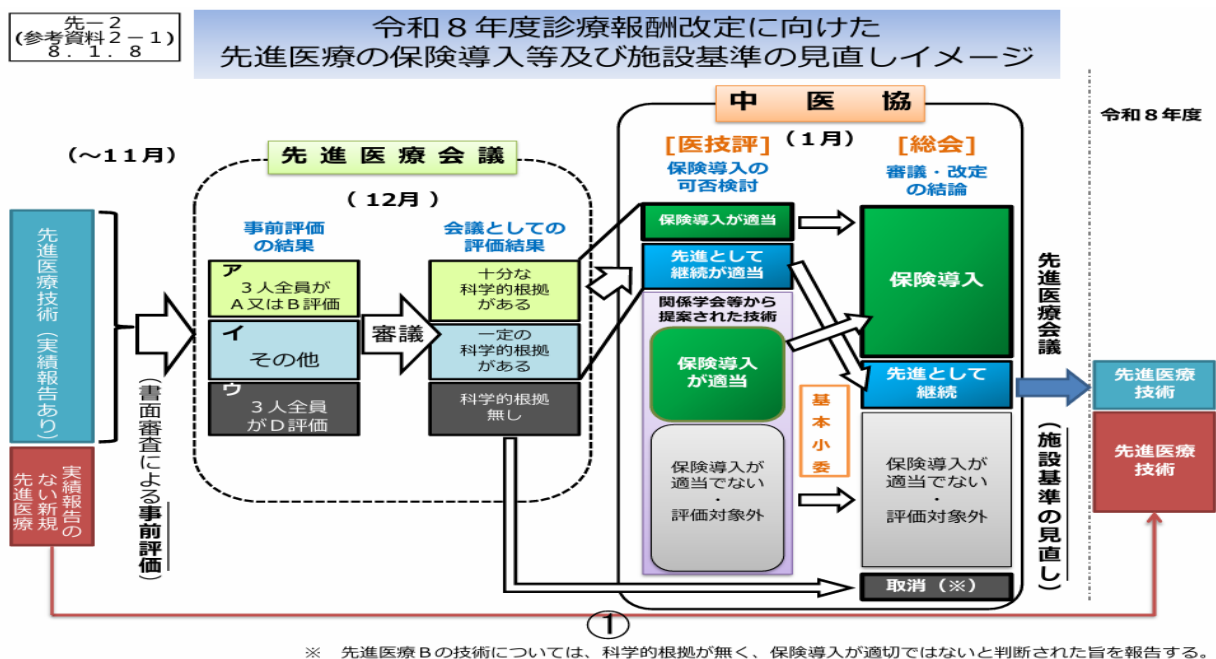 先－２
(参考資料２－１)
８．１．８
令和８年度診療報酬改定に向けた
先進医療の保険導入等及び施設基準の見直しイメージ
(～11月)
先進医療技術(実績報告あり)
実績報告の
ない新規
先進医療
(書面審査による事前評価)
先進医療会議
(12月)
事前評価
の結果
ア
３人全員が
Ａ又はＢ評価
イ
その他
ウ
３人全員
がＤ評価
審議
会議としての
評価結果
十分な
科学的根拠
がある
一定の
科学的根拠
がある
科学的根拠
無し
中医協
(1月)
[医技評]
保険導入の
可否検討
保険導入が適当
先進として
継続が適当
関係学会等から
提案された技術
保険導入
が適当
保険導入が
適当でない
・
評価対象外
基本小委
[総会]
審議・改定
の結論
保険導入
先進として
継続
保険導入が
適当でない
・
評価対象外
取消（※）
先進医療会議
(施設基準の見直し)
令和８年度
先進医療
技術
先進医療
技術
①
※　先進医療Ｂの技術については、科学的根拠が無く、保険導入が適切ではないと判断された旨を報告する。